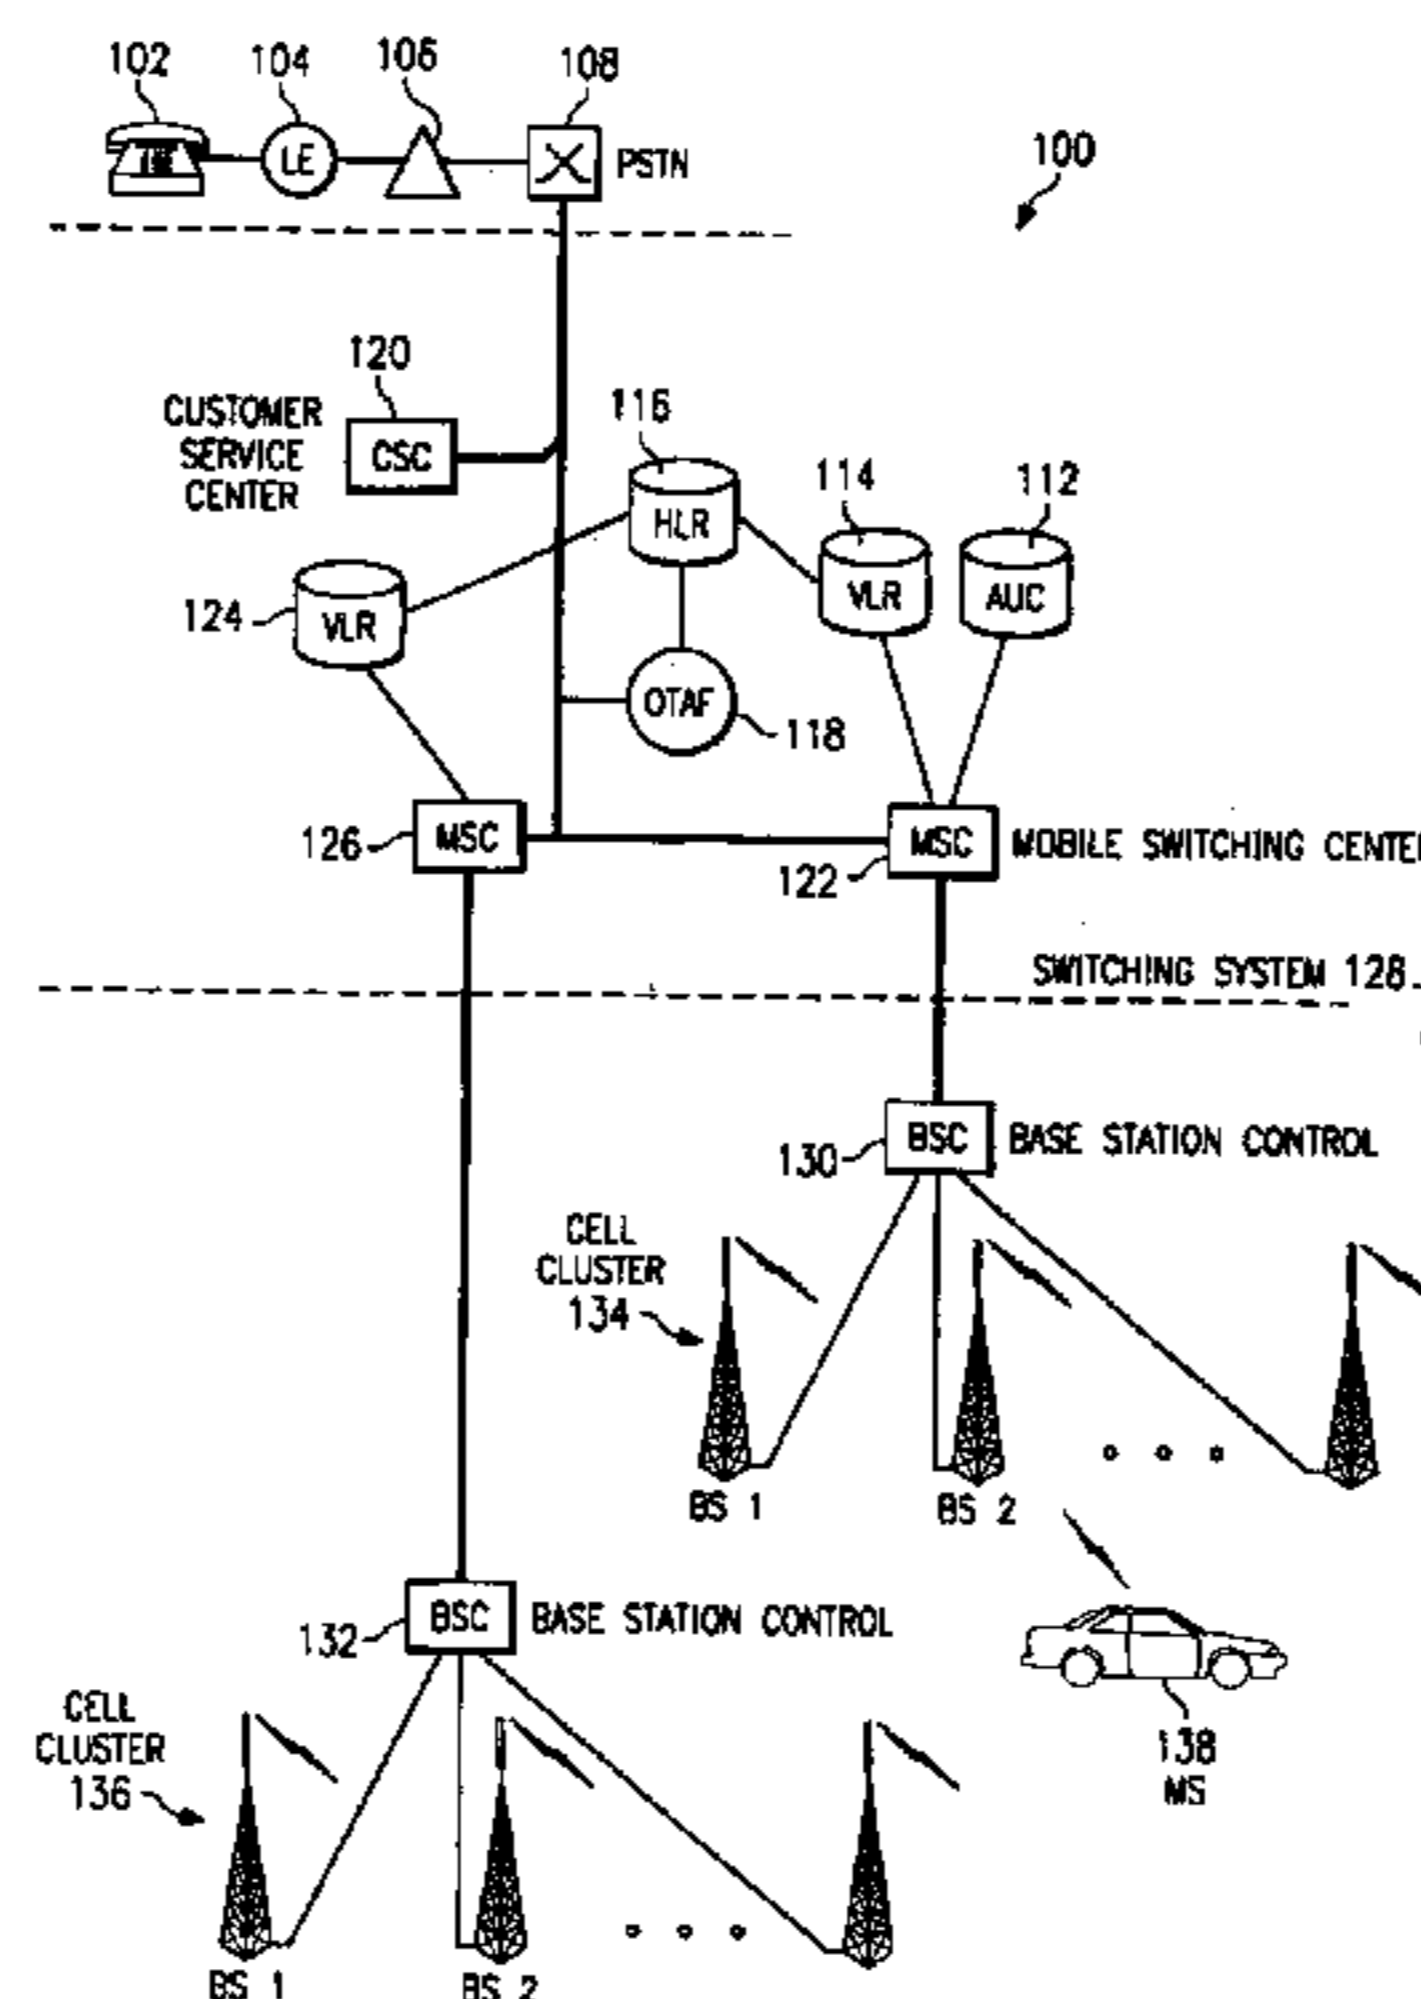 102
104
106
108
LE
PSTN
100
120
CUSTOMER
SERVICE
CENTER
CSC
116
HLR
114
VLR
112
AUC
124
VLR
OTAF
118
126
MSC
122
MSC
MOBILE SWITCHING CENTE
SWITCHING SYSTEM 128
130
BSC
BASE STATION CONTROL
CELL
CLUSTER
134
BS 1
BS 2
132
BSC
BASE STATION CONTROL
138
MS
CELL
CLUSTER
136
BS 1
BS 2